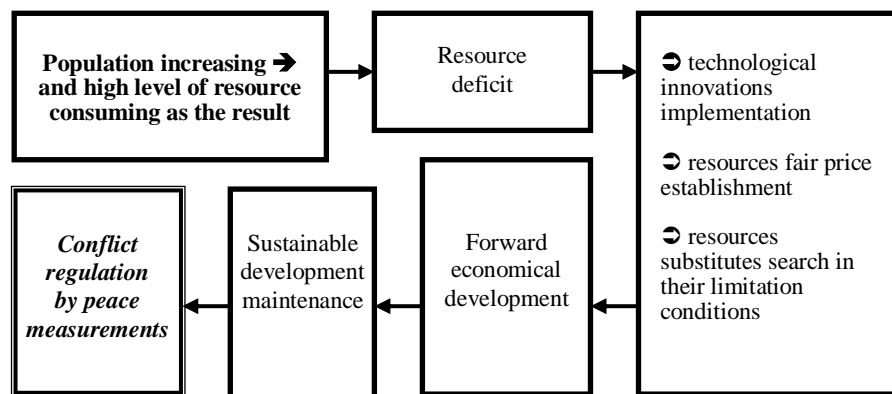 Population increasing ➔
and high level of resource
consuming as the result
Resource
deficit
➲ technological
innovations
implementation
➲ resources fair price
establishment
➲ resources
substitutes search in
their limitation
conditions
Forward
economical
development
Sustainable
development
maintenance
Conflict
regulation
by peace
measurements